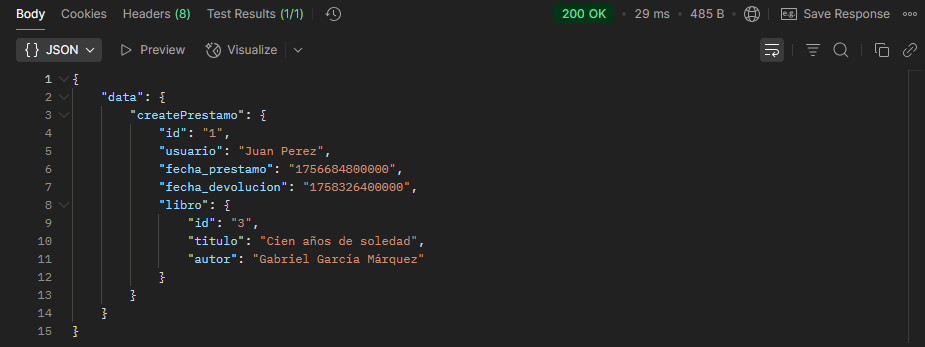 Body Cookies Headers (8) Test Results (1/1) 200 OK • 29 ms • 485 B • e.g. Save Response
{} JSON Preview Visualize
1 {
2 "data": {
3 "createPrestamo": {
4 "id": "1",
5 "usuario": "Juan Perez",
6 "fecha_prestamo": "1756684800000",
7 "fecha_devolucion": "1758326400000",
8 "libro": {
9 "id": "3",
10 "titulo": "Cien años de soledad",
11 "autor": "Gabriel García Márquez"
12 }
13 }
14 }
15 }